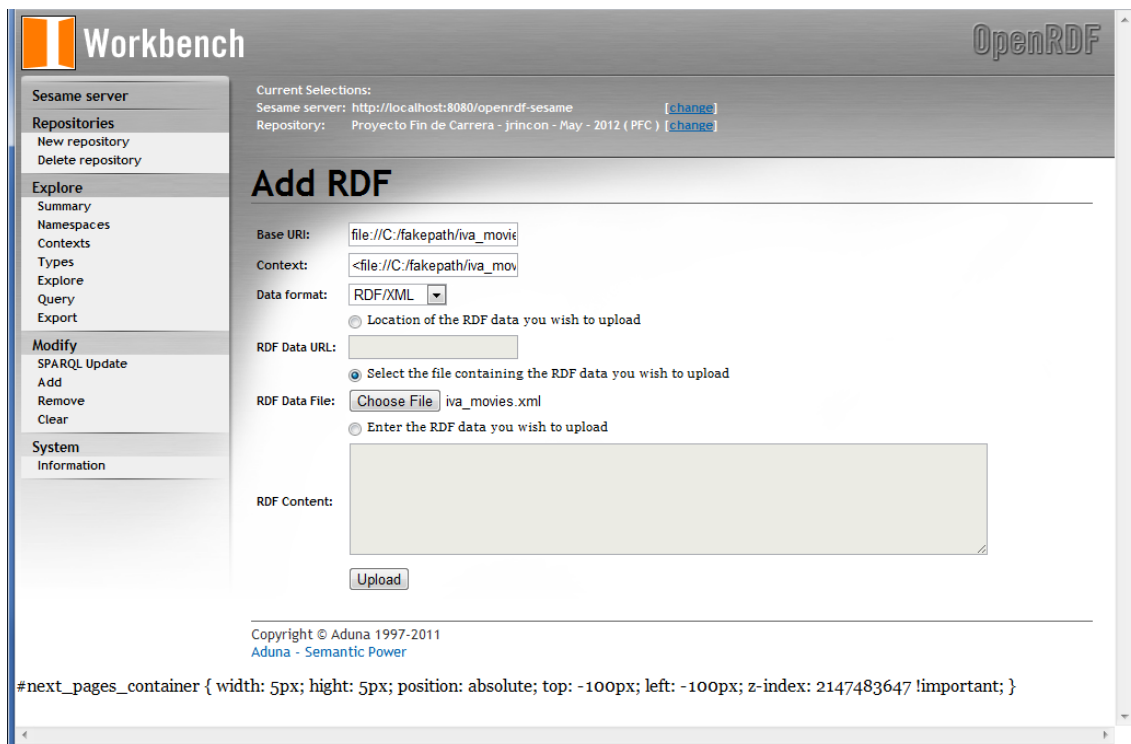 Workbench
OpenRDF
Sesame server
Repositories
New repository
Delete repository
Explore
Summary
Namespaces
Contexts
Types
Explore
Query
Export
Modify
SPARQL Update
Add
Remove
Clear
System
Information
Current Selections:
Sesame server: http://localhost:8080/openrdf-sesame [change]
Repository: Proyecto Fin de Carrera - jrincon - May - 2012 ( PFC ) [change]
Add RDF
Base URI: file://C:/fakepath/iva_movie
Context: <file://C:/fakepath/iva_mov
Data format: RDF/XML
Location of the RDF data you wish to upload
RDF Data URL:
Select the file containing the RDF data you wish to upload
RDF Data File: Choose File iva_movies.xml
Enter the RDF data you wish to upload
RDF Content:
Upload
Copyright © Aduna 1997-2011
Aduna - Semantic Power
#next_pages_container { width: 5px; hight: 5px; position: absolute; top: -100px; left: -100px; z-index: 2147483647 !important; }